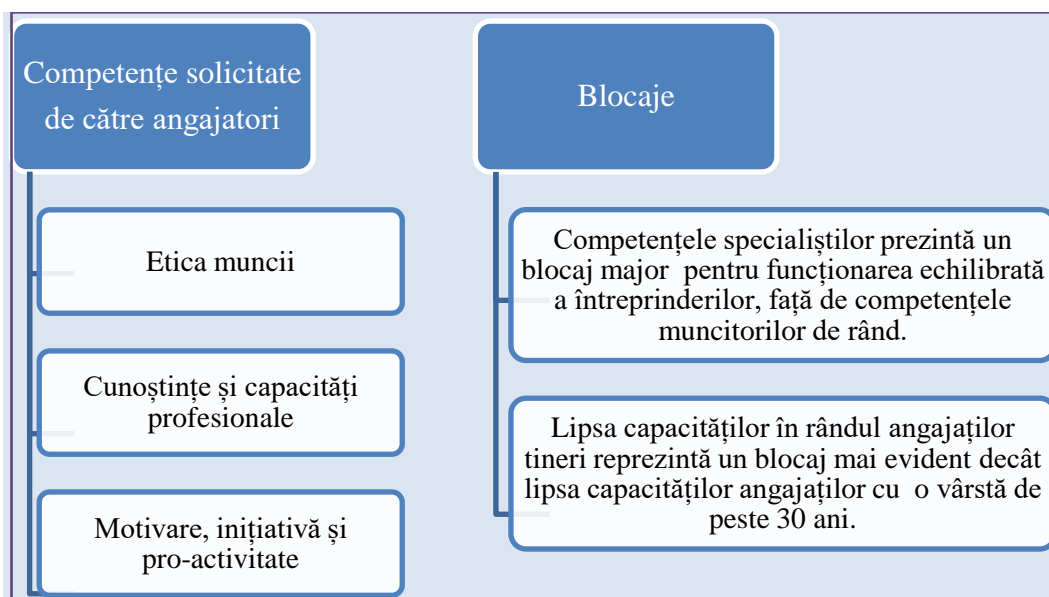 Competențe solicitate
de către angajatori
Etica muncii
Cunoștințe și capacități
profesionale
Motivare, inițiativă și
pro-activitate
Blocaje
Competențele specialiștilor prezintă un
blocaj major pentru funcționarea echilibrată
a întreprinderilor, față de competențele
muncitorilor de rând.
Lipsa capacităților în rândul angajaților
tineri reprezintă un blocaj mai evident decât
lipsa capacităților angajaților cu o vârstă de
peste 30 ani.